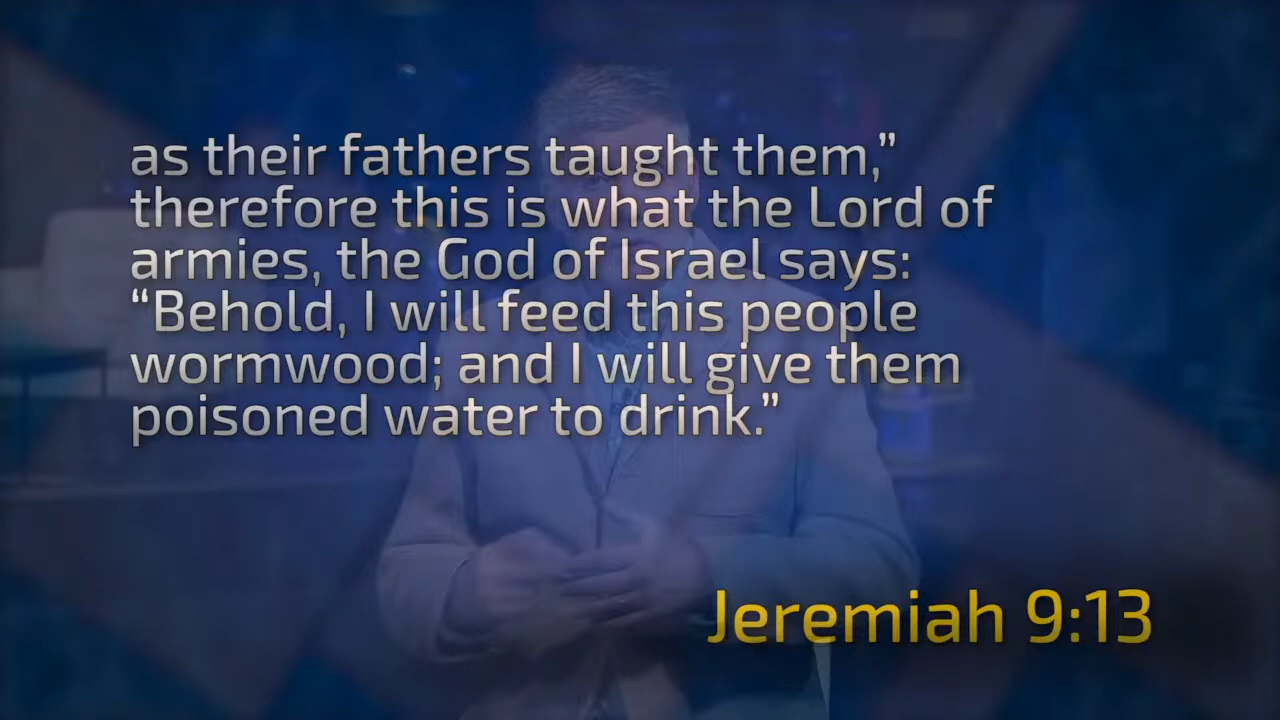 as their fathers taught them,”
therefore this is what the Lord of
armies, the God of Israel says:
“Behold, I will feed this people
wormwood; and I will give them
poisoned water to drink.”
Jeremiah 9:13